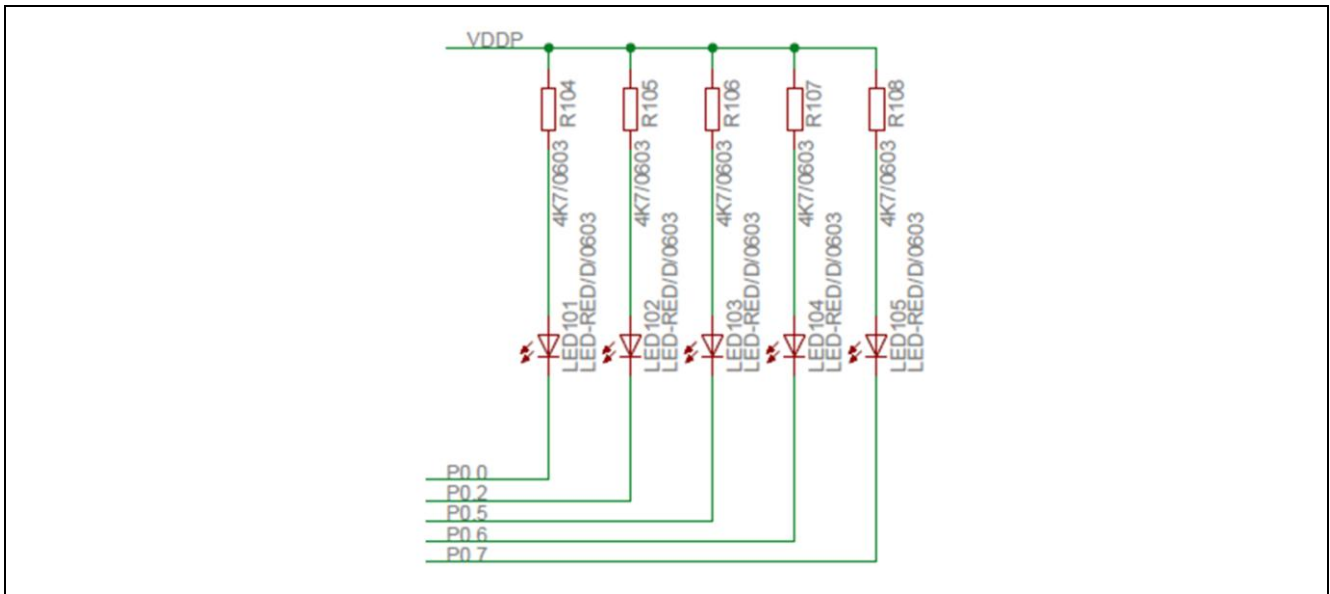 VDDP
R104
R105
R106
R107
R108
4K7/0603
4K7/0603
4K7/0603
4K7/0603
4K7/0603
LED101
LED-RED/D/0603
LED102
LED-RED/D/0603
LED103
LED-RED/D/0603
LED104
LED-RED/D/0603
LED105
LED-RED/D/0603
P0.0
P0.2
P0.5
P0.6
P0.7